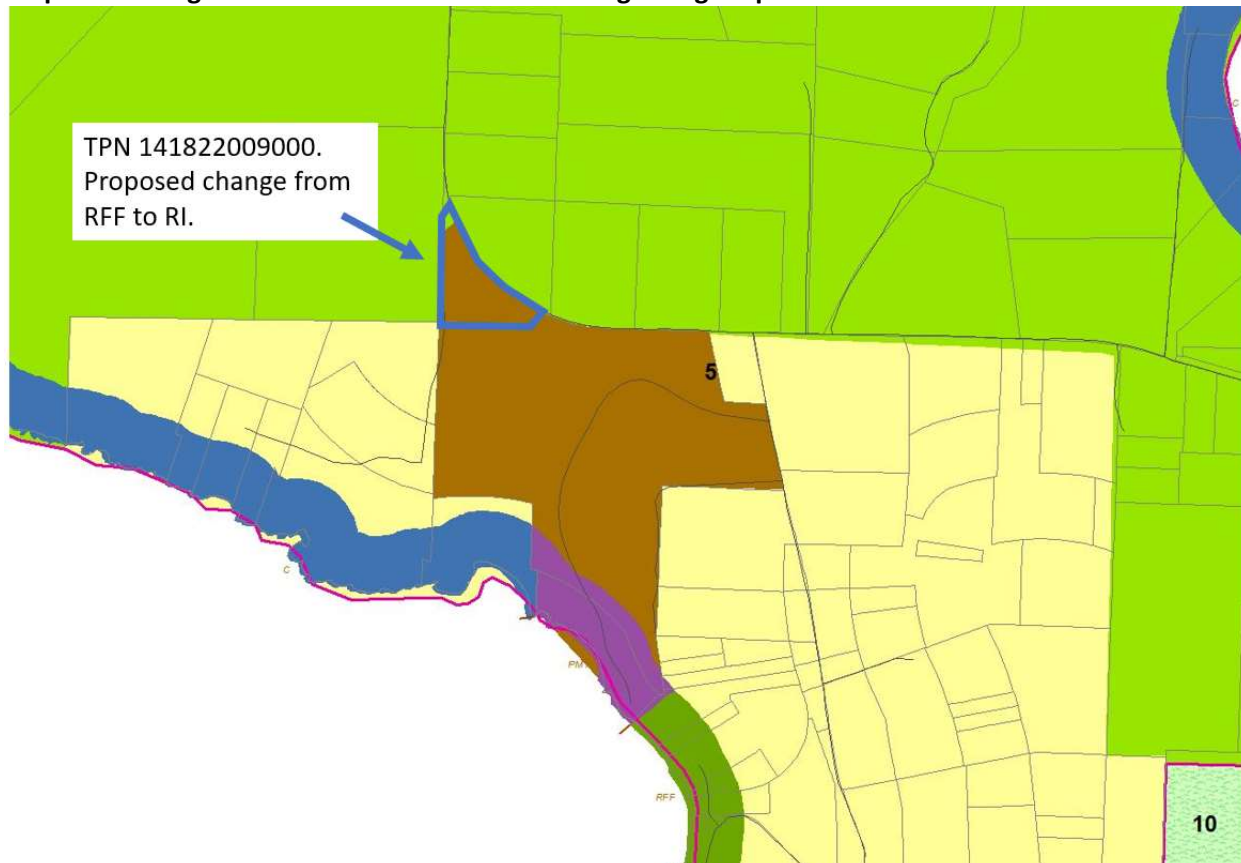 TPN 141822009000.
Proposed change from
RFF to RI.
C
5
C
PM
RFF
10